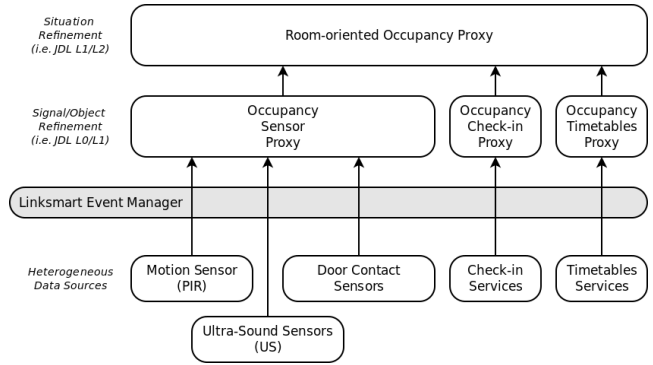 Situation
Refinement
(i.e. JDL L1/L2)
Room-oriented Occupancy Proxy
Signal/Object
Refinement
(i.e. JDL L0/L1)
Occupancy
Sensor
Proxy
Occupancy
Check-in
Proxy
Occupancy
Timetables
Proxy
Linksmart Event Manager
Heterogeneous
Data Sources
Motion Sensor
(PIR)
Door Contact
Sensors
Check-in
Services
Timetables
Services
Ultra-Sound Sensors
(US)